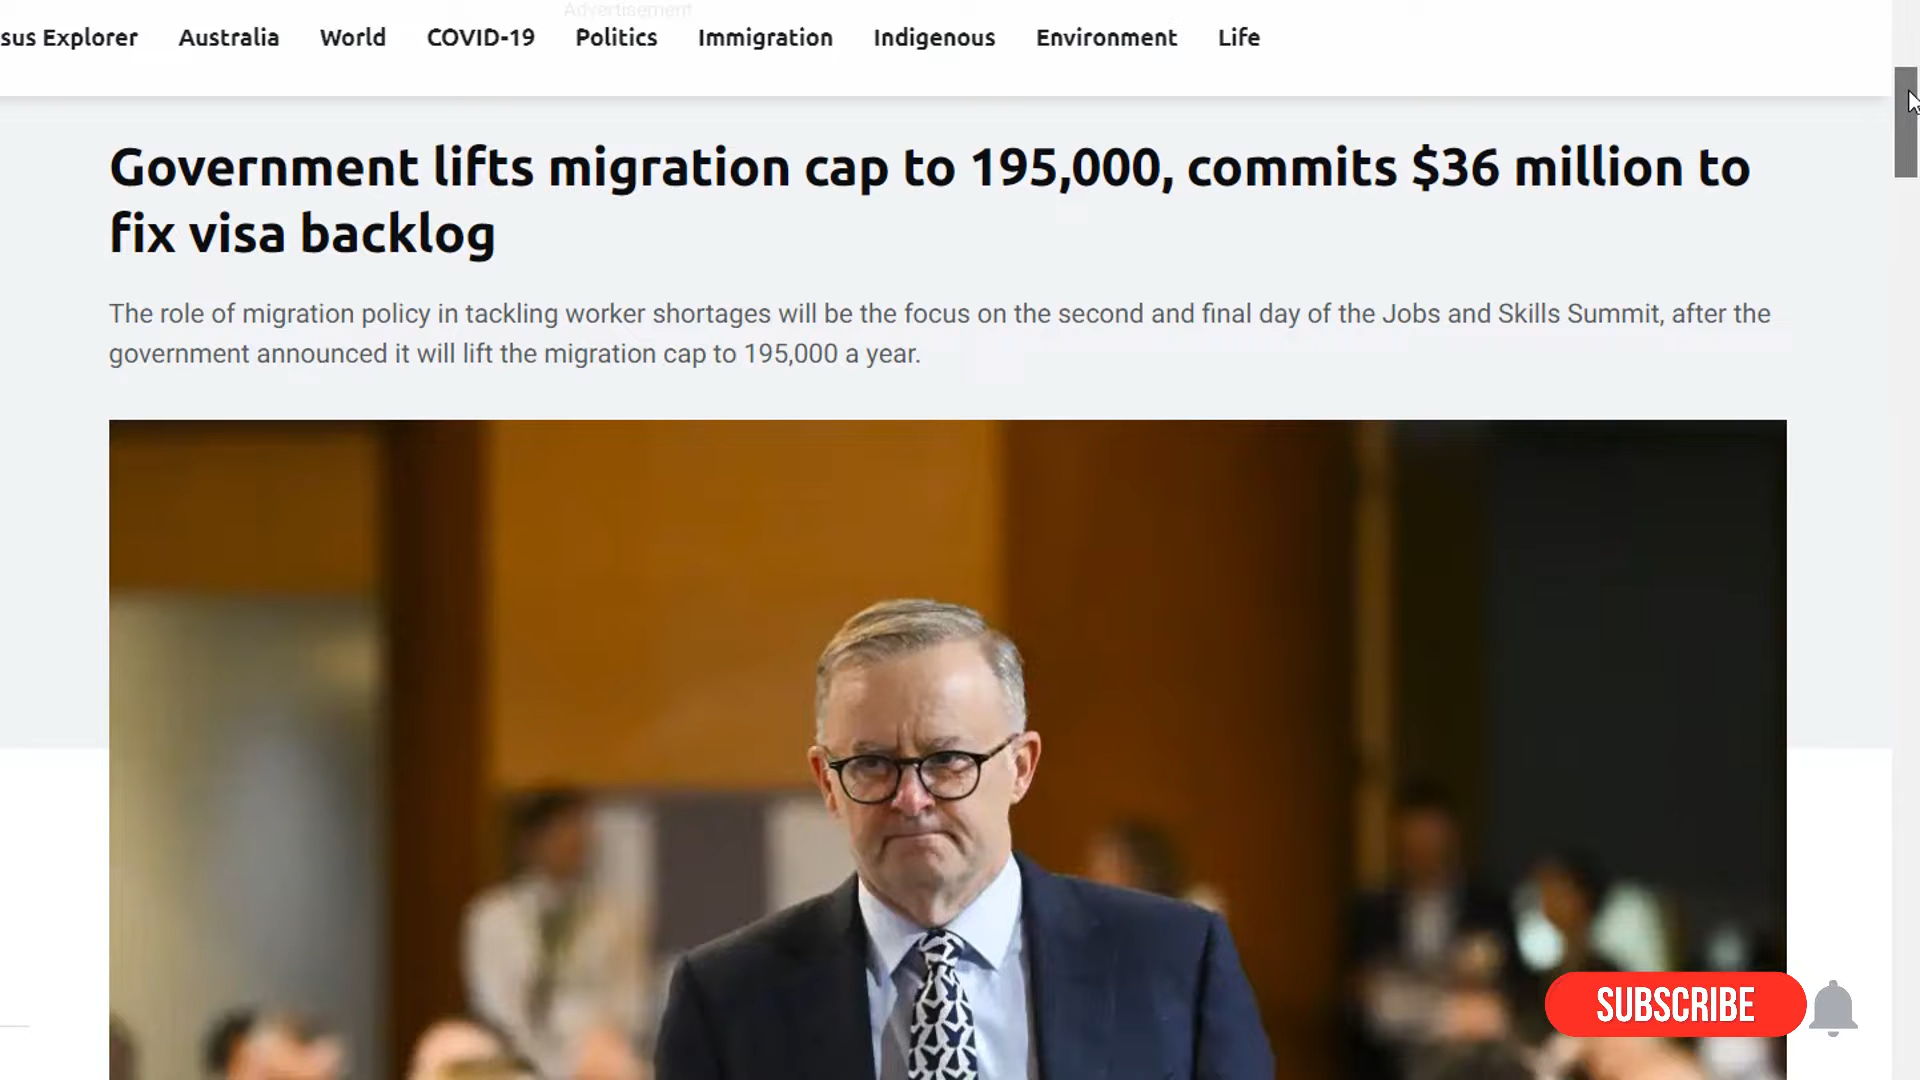 Advertisement
sus Explorer Australia World COVID-19 Politics Immigration Indigenous Environment Life
Government lifts migration cap to 195,000, commits $36 million to
fix visa backlog
The role of migration policy in tackling worker shortages will be the focus on the second and final day of the Jobs and Skills Summit, after the
government announced it will lift the migration cap to 195,000 a year.
SUBSCRIBE